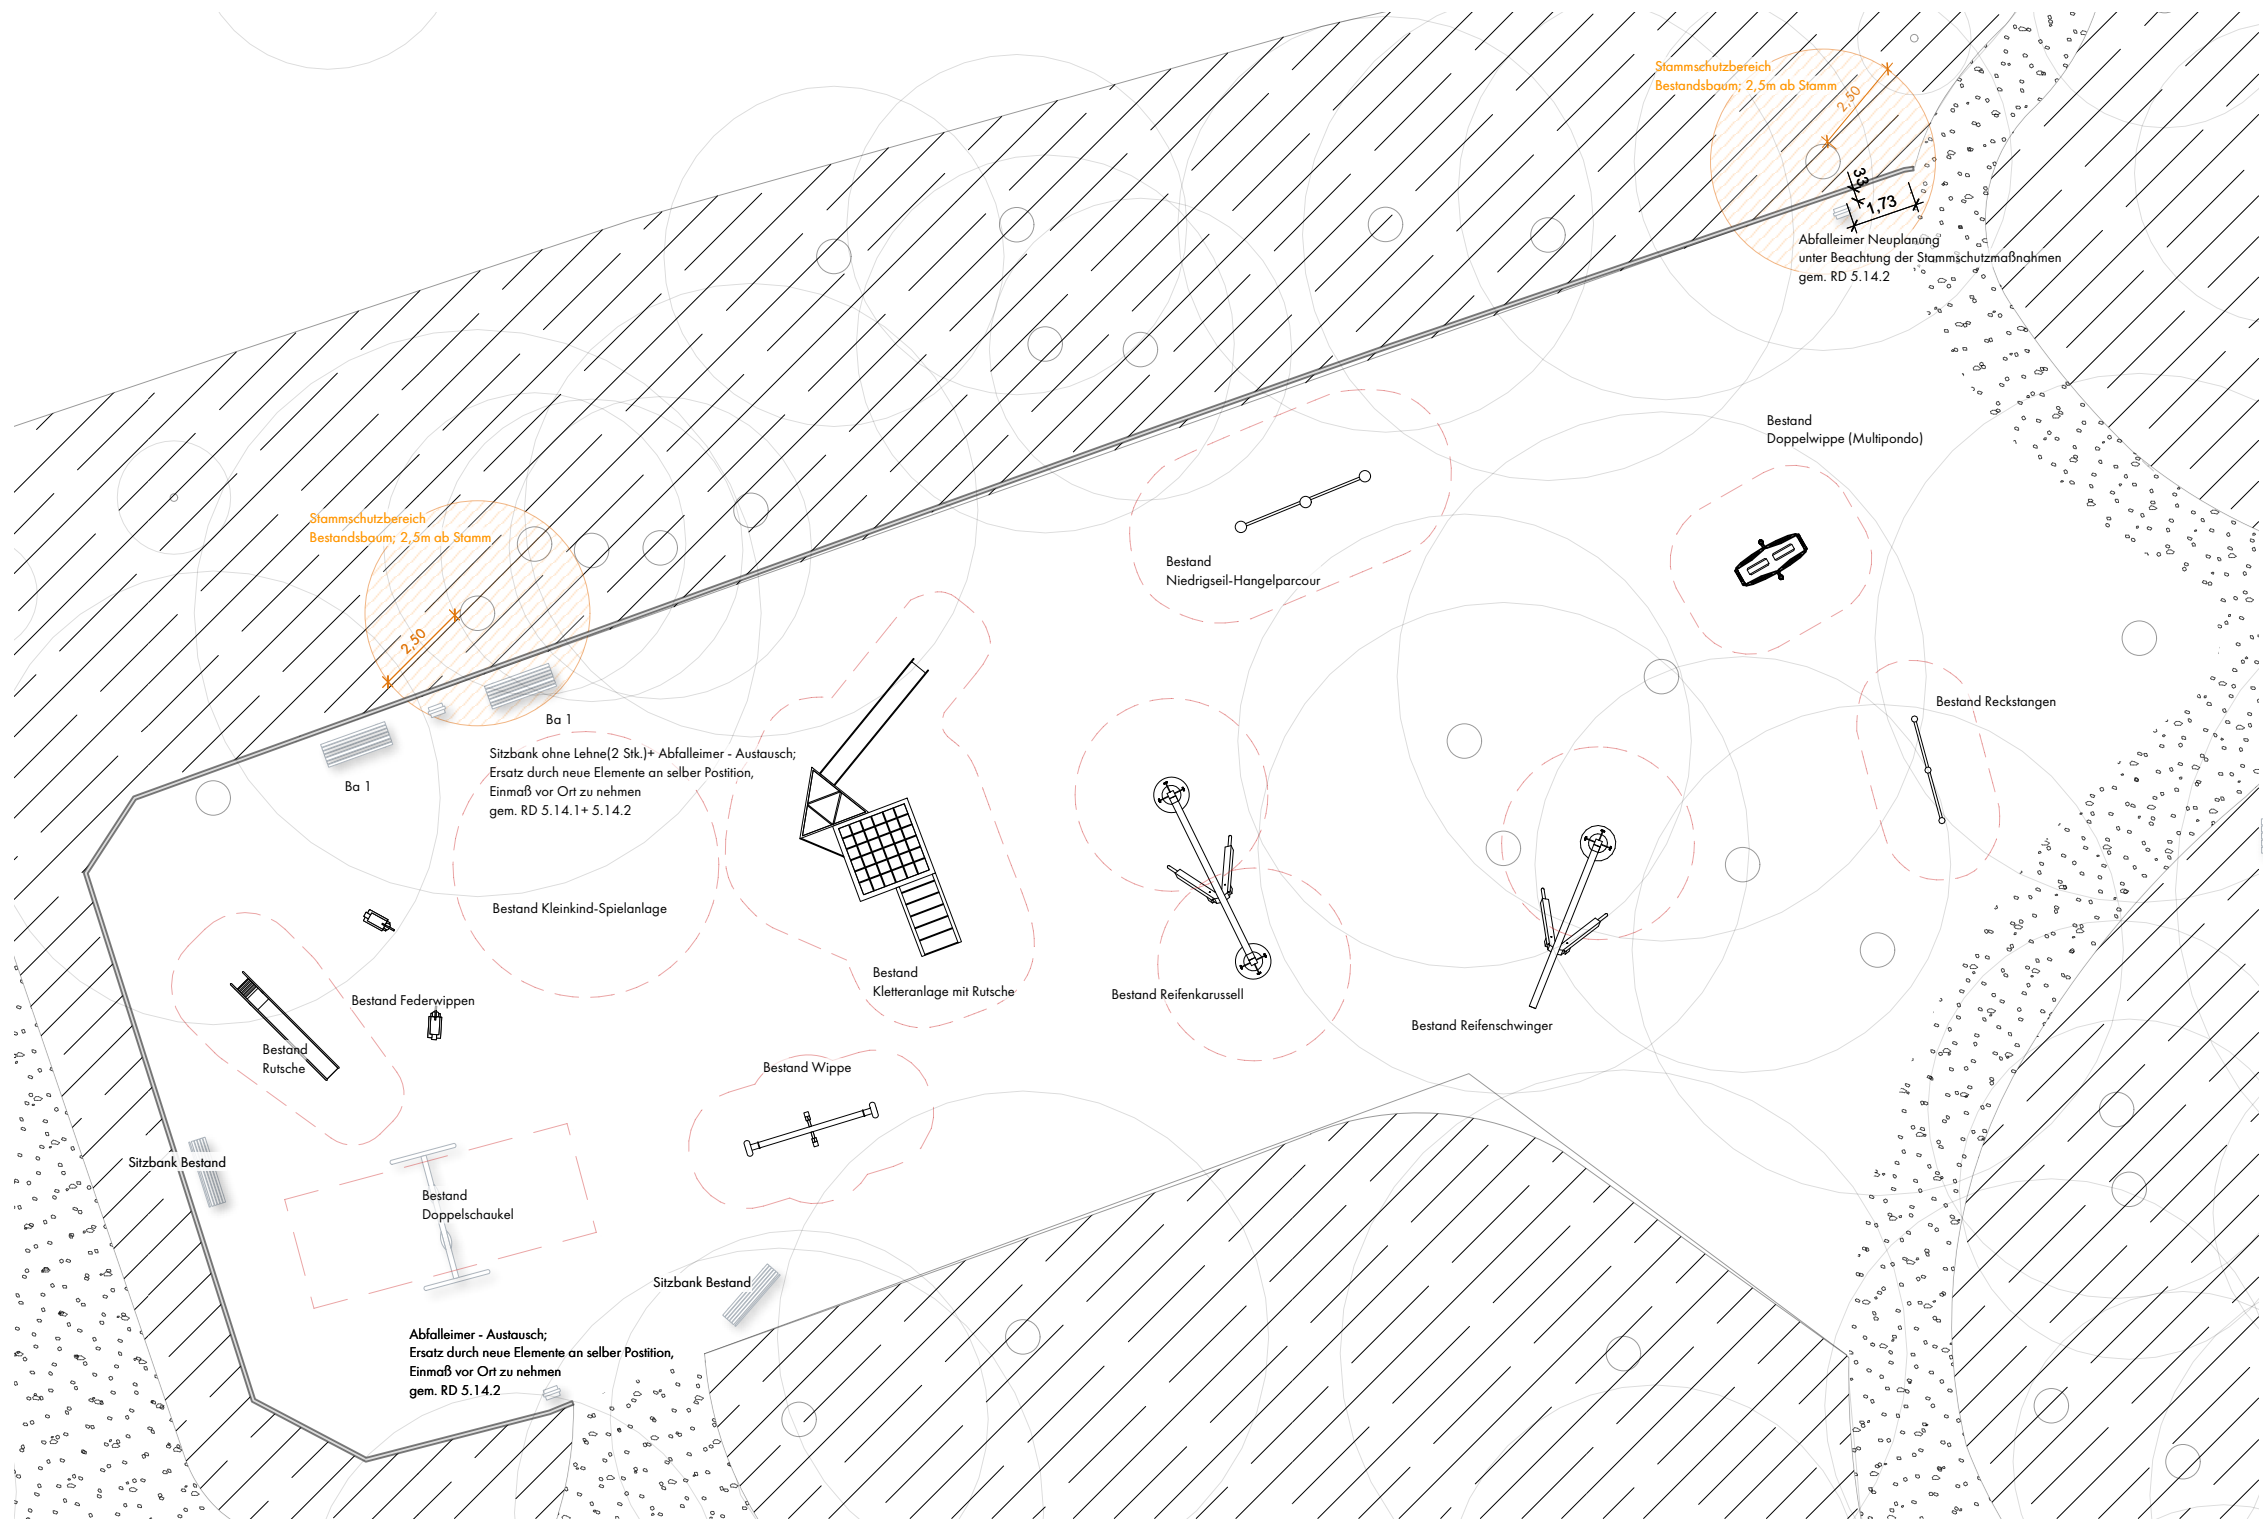 Stammschutzbereich
Bestandsbaum; 2,5m ab Stamm
2,50
33
1,73
Abfalleimer Neuplanung
unter Beachtung der Stammschutzmaßnahmen
gem. RD 5.14.2
Bestand
Doppelwippe (Multipondo)
Stammschutzbereich
Bestandsbaum; 2,5m ab Stamm
2,50
Bestand
Niedrigseil-Hangelparcour
Bestand Reckstangen
Ba 1
Ba 1
Sitzbank ohne Lehne(2 Stk.)+ Abfalleimer - Austausch;
Ersatz durch neue Elemente an selber Postition,
Einmaß vor Ort zu nehmen
gem. RD 5.14.1+ 5.14.2
Bestand Kleinkind-Spielanlage
Bestand
Kletteranlage mit Rutsche
Bestand Reifenkarussell
Bestand Reifenschwinger
Bestand Federwippen
Bestand
Rutsche
Bestand Wippe
Sitzbank Bestand
Bestand
Doppelschaukel
Sitzbank Bestand
Abfalleimer - Austausch;
Ersatz durch neue Elemente an selber Postition,
Einmaß vor Ort zu nehmen
gem. RD 5.14.2